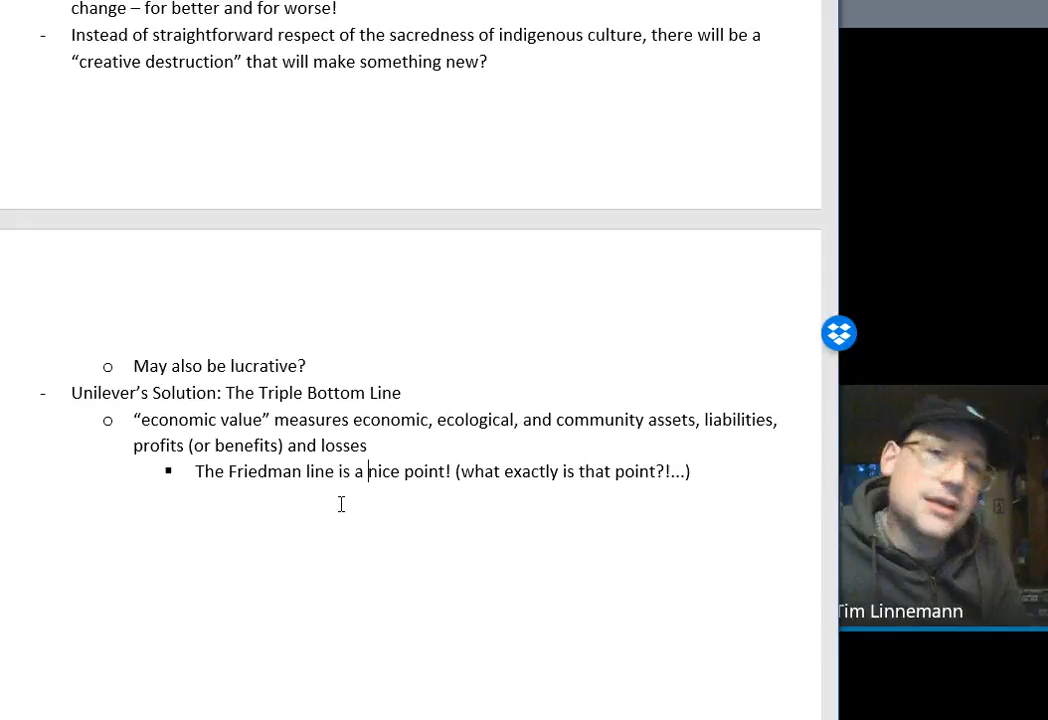 change – for better and for worse!
- Instead of straightforward respect of the sacredness of indigenous culture, there will be a
“creative destruction” that will make something new?
o May also be lucrative?
- Unilever’s Solution: The Triple Bottom Line
o “economic value” measures economic, ecological, and community assets, liabilities,
profits (or benefits) and losses
▪ The Friedman line is a nice point! (what exactly is that point?!...)
Tim Linnemann